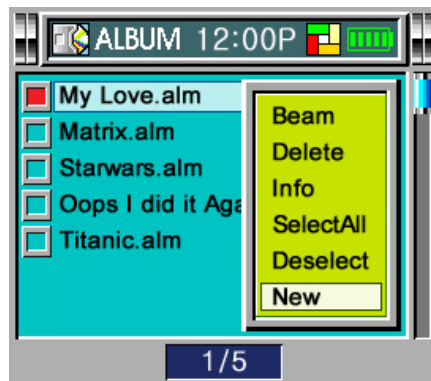 ALBUM 12:00P
My Love.alm
Matrix.alm
Starwars.alm
Oops I did it Aga
Titanic.alm
Beam
Delete
Info
SelectAll
Deselect
New
1/5